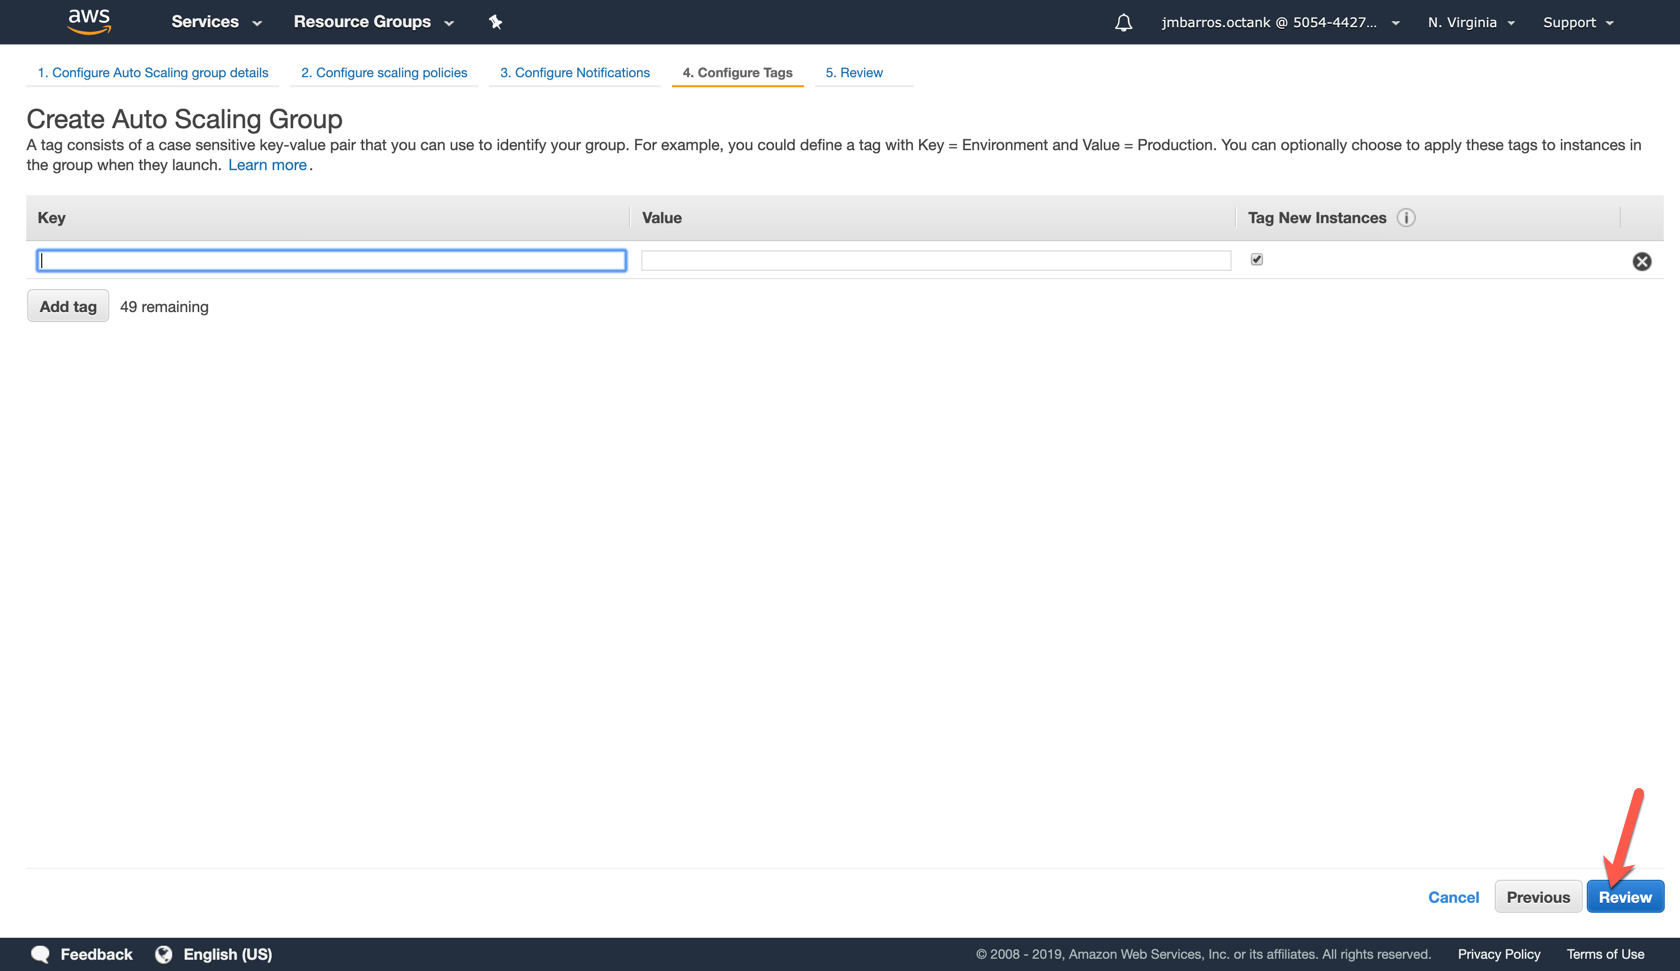 aws Services Resource Groups jmbarros.octank @ 5054-4427... N. Virginia Support
1. Configure Auto Scaling group details 2. Configure scaling policies 3. Configure Notifications 4. Configure Tags 5. Review
Create Auto Scaling Group
A tag consists of a case sensitive key-value pair that you can use to identify your group. For example, you could define a tag with Key = Environment and Value = Production. You can optionally choose to apply these tags to instances in
the group when they launch. Learn more.
Key Value Tag New Instances i
Add tag 49 remaining
Cancel Previous Review
Feedback English (US) © 2008 - 2019, Amazon Web Services, Inc. or its affiliates. All rights reserved. Privacy Policy Terms of Use